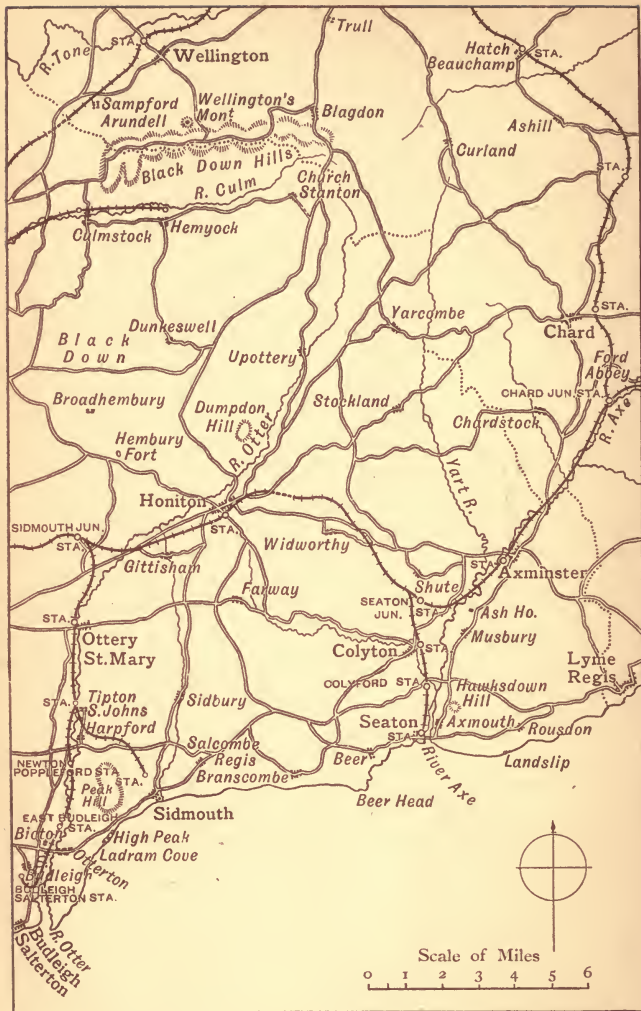 Trull
Hatch
Beauchamp
STA.
STA.
R. Tone
Wellington
Sampford
Arundell
Wellington's
Mont
Blagdon
Ashill
Curland
Black Down Hills
STA.
R. Culm
Church
Stanton
Culmstock
Hemyock
STA.
Yarcombe
Chard
Dunkeswell
Black
Down
Upottery
Ford
Abbey
CHARD JUN. STA.
R. Axe
Stockland
Chardstock
Broadhembury
Dumpdon
Hill
R. Otter
Yart R.
Hembury
Fort
Honiton
STA.
SIDMOUTH JUN.
STA.
Widworthy
STA.
Axminster
Gittisham
Shute
Farway
SEATON
JUN.
STA.
Ash Ho.
Musbury
STA.
Ottery
St. Mary
Colyton
STA.
Lyme
Regis
COLYFORD STA.
Hawksdown
Hill
STA.
Tipton
S. Johns
Sidbury
Harpford
Seaton
STA.
Axmouth
Rousdon
Salcombe
Regis
Branscombe
Beer
Landslip
NEWTON
POPPLEFORD STA.
STA.
Peak
Hill
River Axe
Beer Head
Sidmouth
EAST BUDLEIGH
STA.
Bicton
High Peak
Otterton
Ladram Cove
Budleigh
BUDLEIGH
SALTERTON STA.
R. Otter
Budleigh
Salterton
Scale of Miles
0 1 2 3 4 5 6